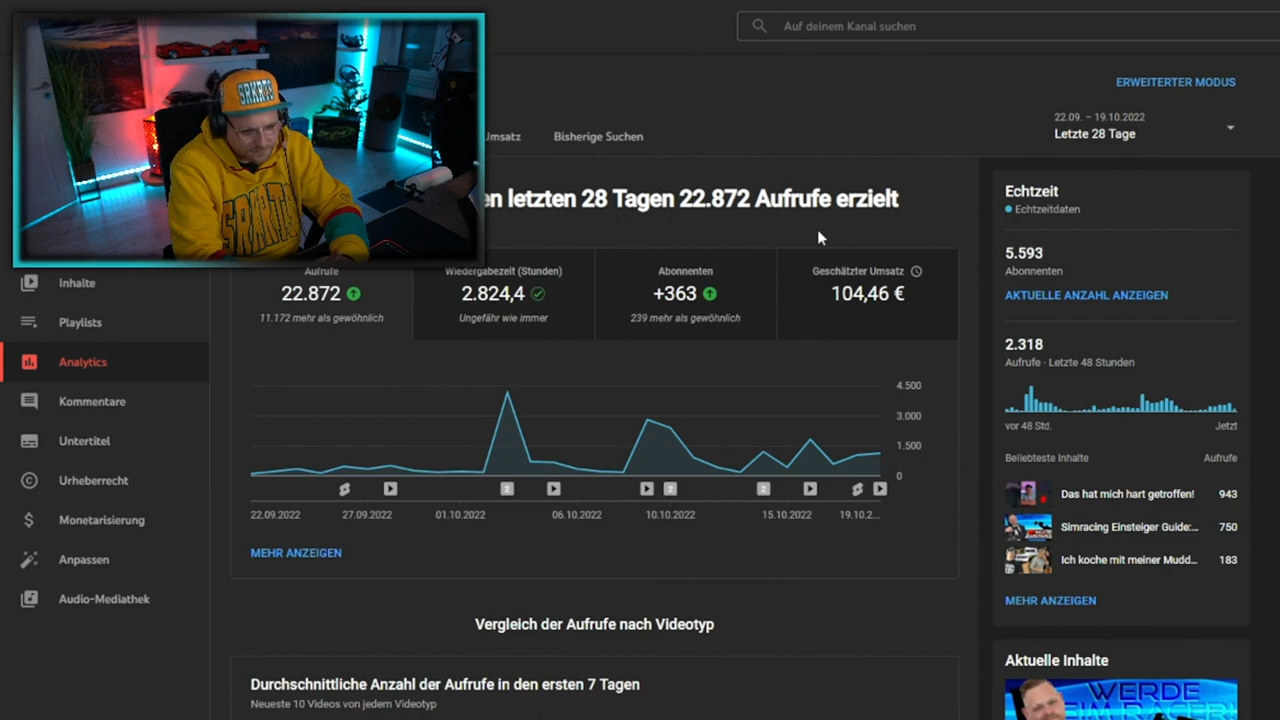 Auf deinem Kanal suchen
ERWEITERTER MODUS
22.09. – 19.10.2022
Letzte 28 Tage
Umsatz
Bisherige Suchen
SRKRTS
SRKRTS
en letzten 28 Tagen 22.872 Aufrufe erzielt
Aufrufe
22.872
11.172 mehr als gewöhnlich
Wiedergabezeit (Stunden)
2.824,4
Ungefähr wie immer
Abonnenten
+363
239 mehr als gewöhnlich
Geschätzter Umsatz
104,46 €
Inhalte
Playlists
Analytics
Kommentare
Untertitel
Urheberrecht
Monetarisierung
Anpassen
Audio-Mediathek
4.500
3.000
1.500
0
2
2
2
22.09.2022
27.09.2022
01.10.2022
06.10.2022
10.10.2022
15.10.2022
19.10.2...
MEHR ANZEIGEN
Vergleich der Aufrufe nach Videotyp
Durchschnittliche Anzahl der Aufrufe in den ersten 7 Tagen
Neueste 10 Videos von jedem Videotyp
Echtzeit
Echtzeitdaten
5.593
Abonnenten
AKTUELLE ANZAHL ANZEIGEN
2.318
Aufrufe · Letzte 48 Stunden
vor 48 Std.
Jetzt
Beliebteste Inhalte
Aufrufe
Das hat mich hart getroffen!
943
Simracing Einsteiger Guide:...
750
Ich koche mit meiner Mudd...
183
MEHR ANZEIGEN
Aktuelle Inhalte
WERDE